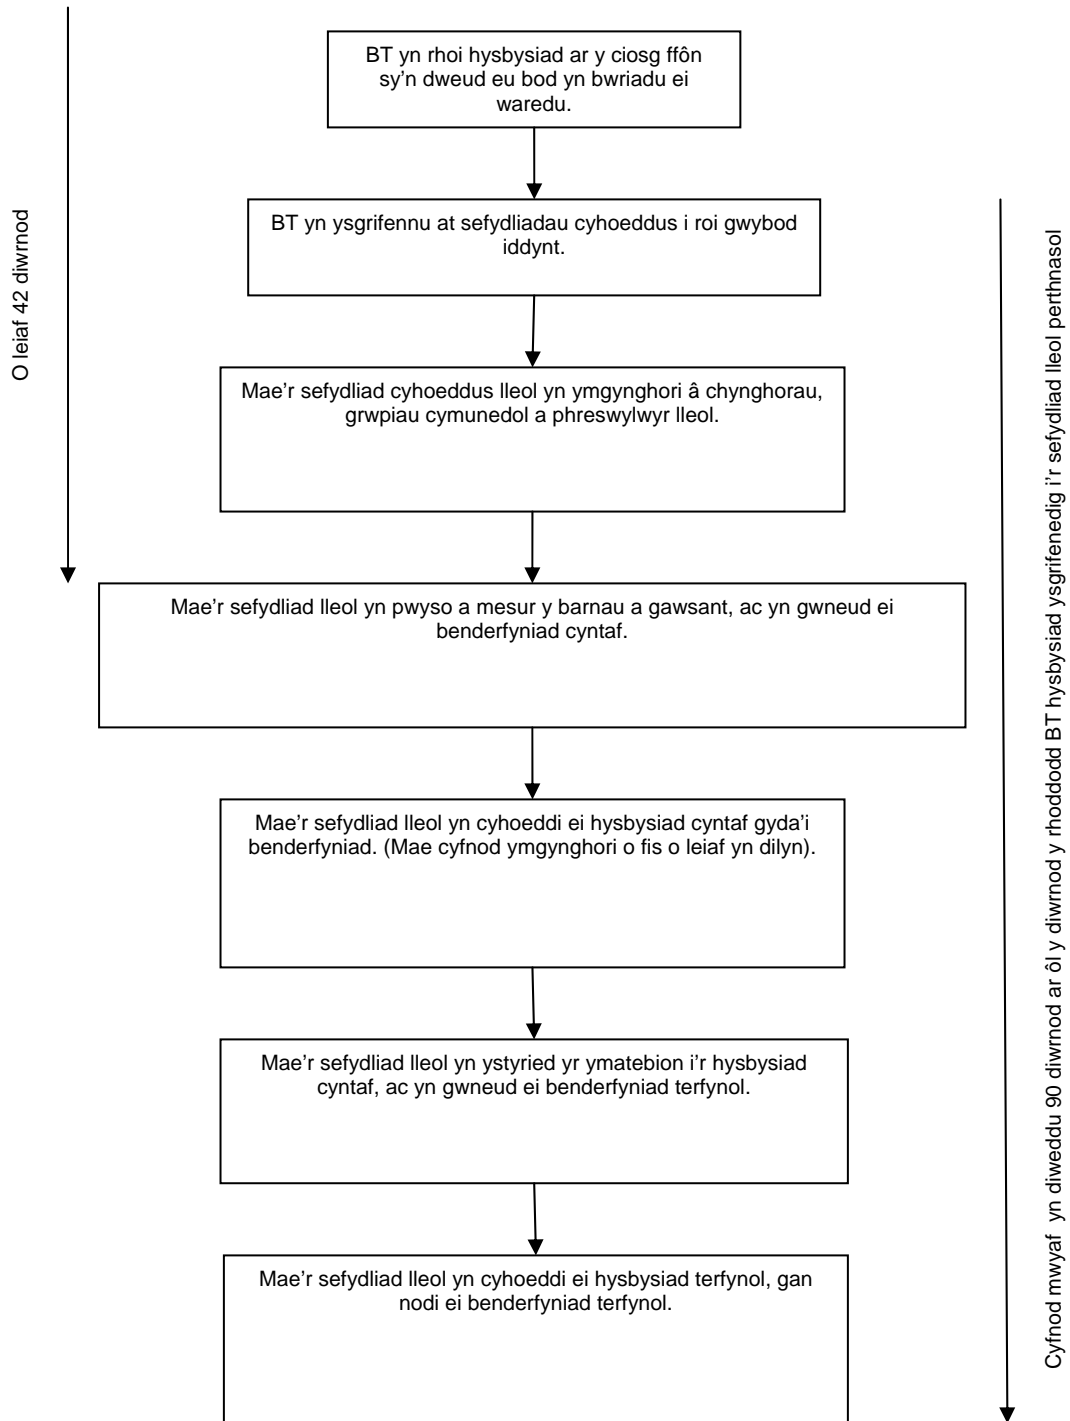 BT yn rhoi hysbysiad ar y ciosg ffôn
sy'n dweud eu bod yn bwriadu ei
waredu.
O leiaf 42 diwrnod
BT yn ysgrifennu at sefydliadau cyhoeddus i roi gwybod
iddynt.
Cyfnod mwyaf yn diweddu 90 diwrnod ar ôl y diwrnod y rhoddodd BT hysbysiad ysgrifenedig i'r sefydliad lleol perthnasol
Mae'r sefydliad cyhoeddus lleol yn ymgynghori â chynghorau,
grwpiau cymunedol a phreswylwyr lleol.
Mae'r sefydliad lleol yn pwyso a mesur y barnau a gawsant, ac yn gwneud ei
benderfyniad cyntaf.
Mae'r sefydliad lleol yn cyhoeddi ei hysbysiad cyntaf gyda'i
benderfyniad. (Mae cyfnod ymgynghori o fis o leiaf yn dilyn).
Mae'r sefydliad lleol yn ystyried yr ymatebion i'r hysbysiad
cyntaf, ac yn gwneud ei benderfyniad terfynol.
Mae'r sefydliad lleol yn cyhoeddi ei hysbysiad terfynol, gan
nodi ei benderfyniad terfynol.